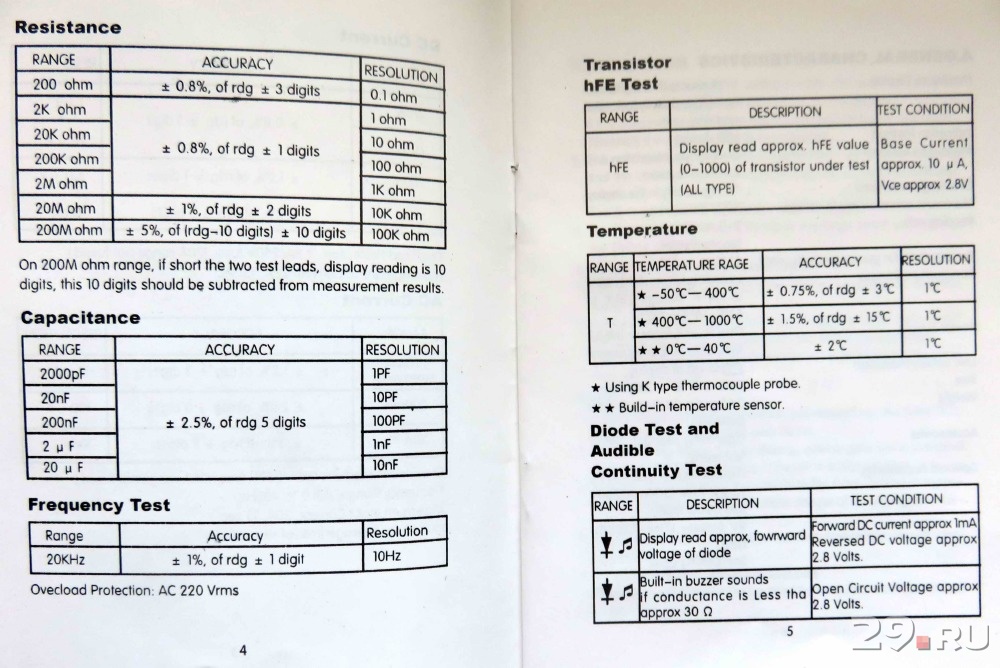 Resistance
RANGE ACCURACY RESOLUTION
200 ohm ± 0.8%, of rdg ± 3 digits 0.1 ohm
2K ohm 1 ohm
20K ohm ± 0.8%, of rdg ± 1 digits 10 ohm
200K ohm 100 ohm
2M ohm 1K ohm
20M ohm ± 1%, of rdg ± 2 digits 10K ohm
200M ohm ± 5%, of (rdg-10 digits) ± 10 digits 100K ohm
On 200M ohm range, if short the two test leads, display reading is 10
digits, this 10 digits should be subtracted from measurement results.
Capacitance
RANGE ACCURACY RESOLUTION
2000pF 1PF
20nF 10PF
200nF ± 2.5%, of rdg 5 digits 100PF
2 μF 1nF
20 μF 10nF
Frequency Test
Range Accuracy Resolution
20KHz ± 1%, of rdg ± 1 digit 10Hz
Overload Protection: AC 220 Vrms
4
Transistor
hFE Test
RANGE DESCRIPTION TEST CONDITION
hFE Display read approx. hFE value Base Current
(0-1000) of transistor under test approx. 10 μA,
(ALL TYPE) Vce approx 2.8V
Temperature
RANGE TEMPERATURE RAGE ACCURACY RESOLUTION
★ -50℃—400℃ ± 0.75%, of rdg ± 3℃ 1℃
T ★ 400℃—1000℃ ± 1.5%, of rdg ± 15℃ 1℃
★★ 0℃—40℃ ± 2℃ 1℃
★ Using K type thermocouple probe.
★★ Build-in temperature sensor.
Diode Test and
Audible
Continuity Test
RANGE DESCRIPTION TEST CONDITION
Display read approx, fowrward Forward DC current approx 1mA
voltage of diode Reversed DC voltage approx
2.8 Volts.
Built-in buzzer sounds
if conductance is Less tha Open Circuit Voltage approx
approx 30 Ω 2.8 Volts.
5
29.RU